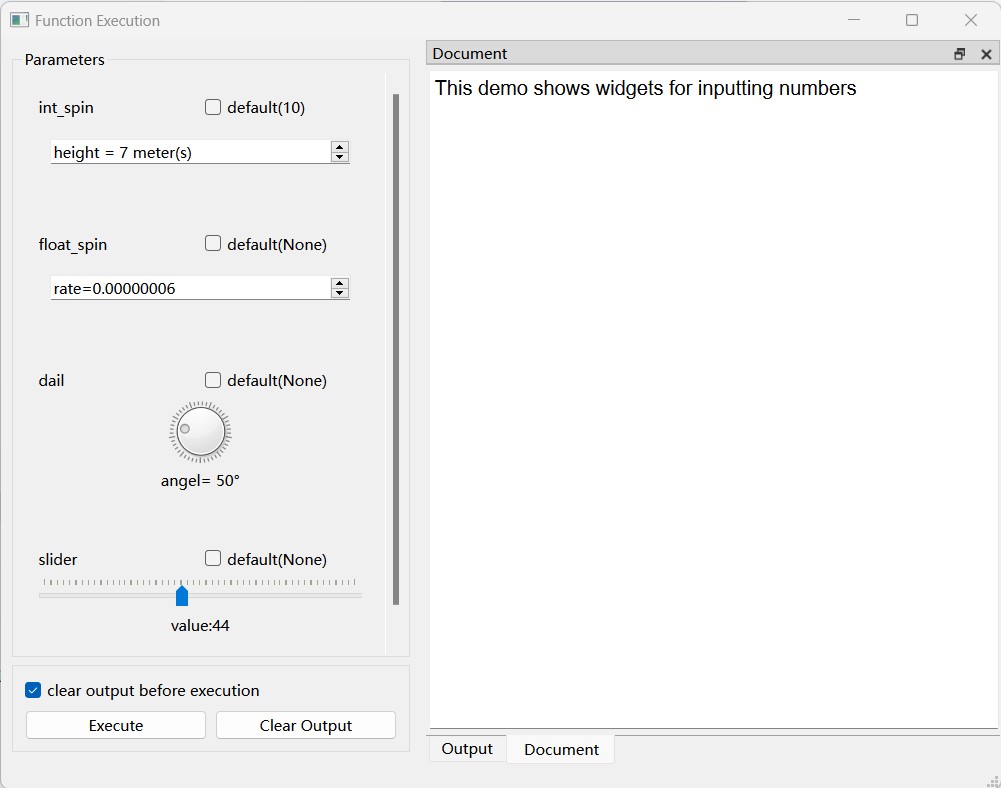 Function Execution
Parameters
int_spin
default(10)
height = 7 meter(s)
float_spin
default(None)
rate=0.00000006
dail
default(None)
angel= 50°
slider
default(None)
value:44
clear output before execution
Execute
Clear Output
Document
This demo shows widgets for inputting numbers
Output
Document